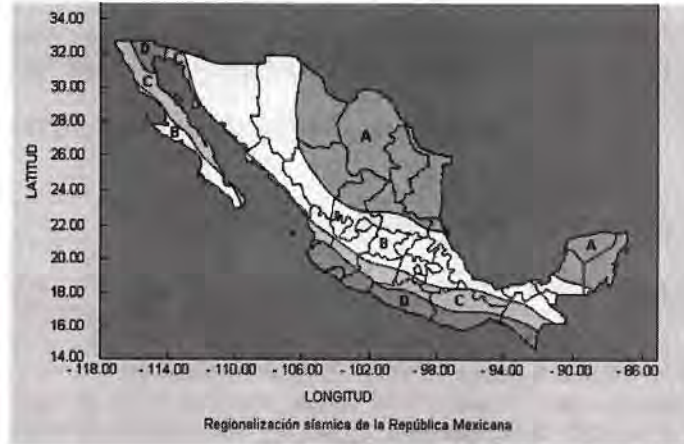 34.00
32.00
30.00
28.00
26.00
24.00
22.00
20.00
18.00
16.00
14.00
LATITUD
D
C
C
B
A
B
A
D
C
- 118.00 - 114.00 - 110.00 - 106.00 - 102.00 - 98.00 - 94.00 - 90.00 - 86.00
LONGITUD
Regionalización sísmica de la República Mexicana